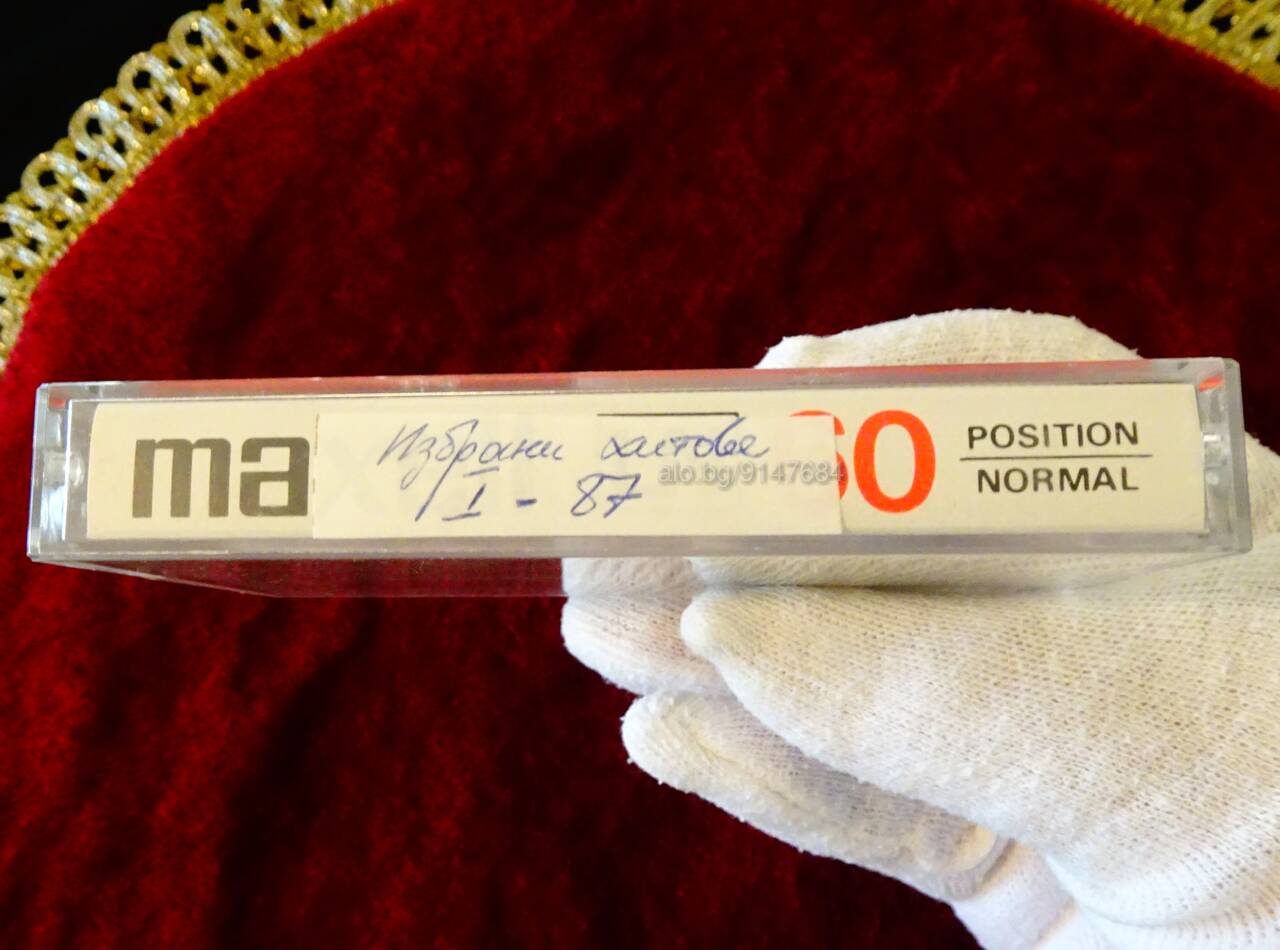 ma
Избрани хитове
I - 87
60
POSITION
NORMAL
alo.bg/9147684